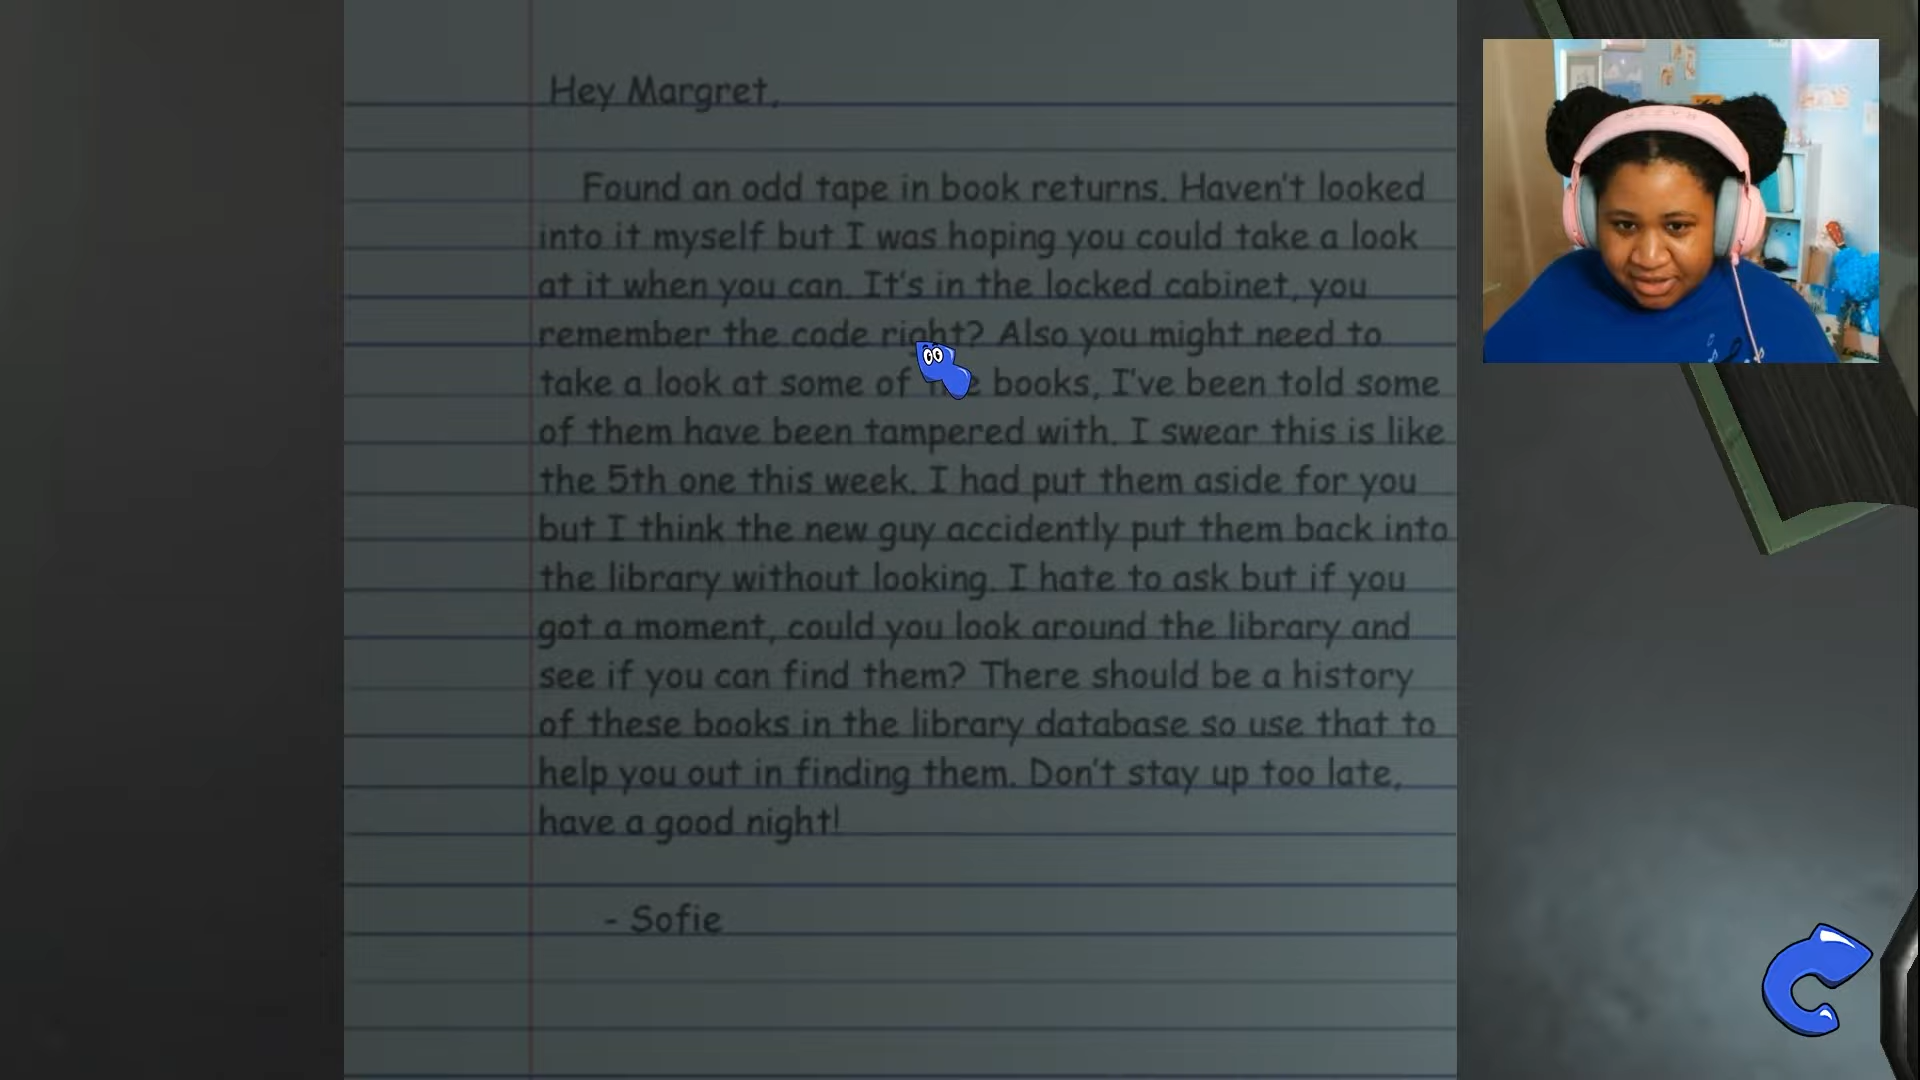 Hey Margret,
Found an odd tape in book returns. Haven't looked
into it myself but I was hoping you could take a look
at it when you can. It's in the locked cabinet, you
remember the code right? Also you might need to
take a look at some of the books, I've been told some
of them have been tampered with. I swear this is like
the 5th one this week. I had put them aside for you
but I think the new guy accidently put them back into
the library without looking. I hate to ask but if you
got a moment, could you look around the library and
see if you can find them? There should be a history
of these books in the library database so use that to
help you out in finding them. Don't stay up too late,
have a good night!
- Sofie